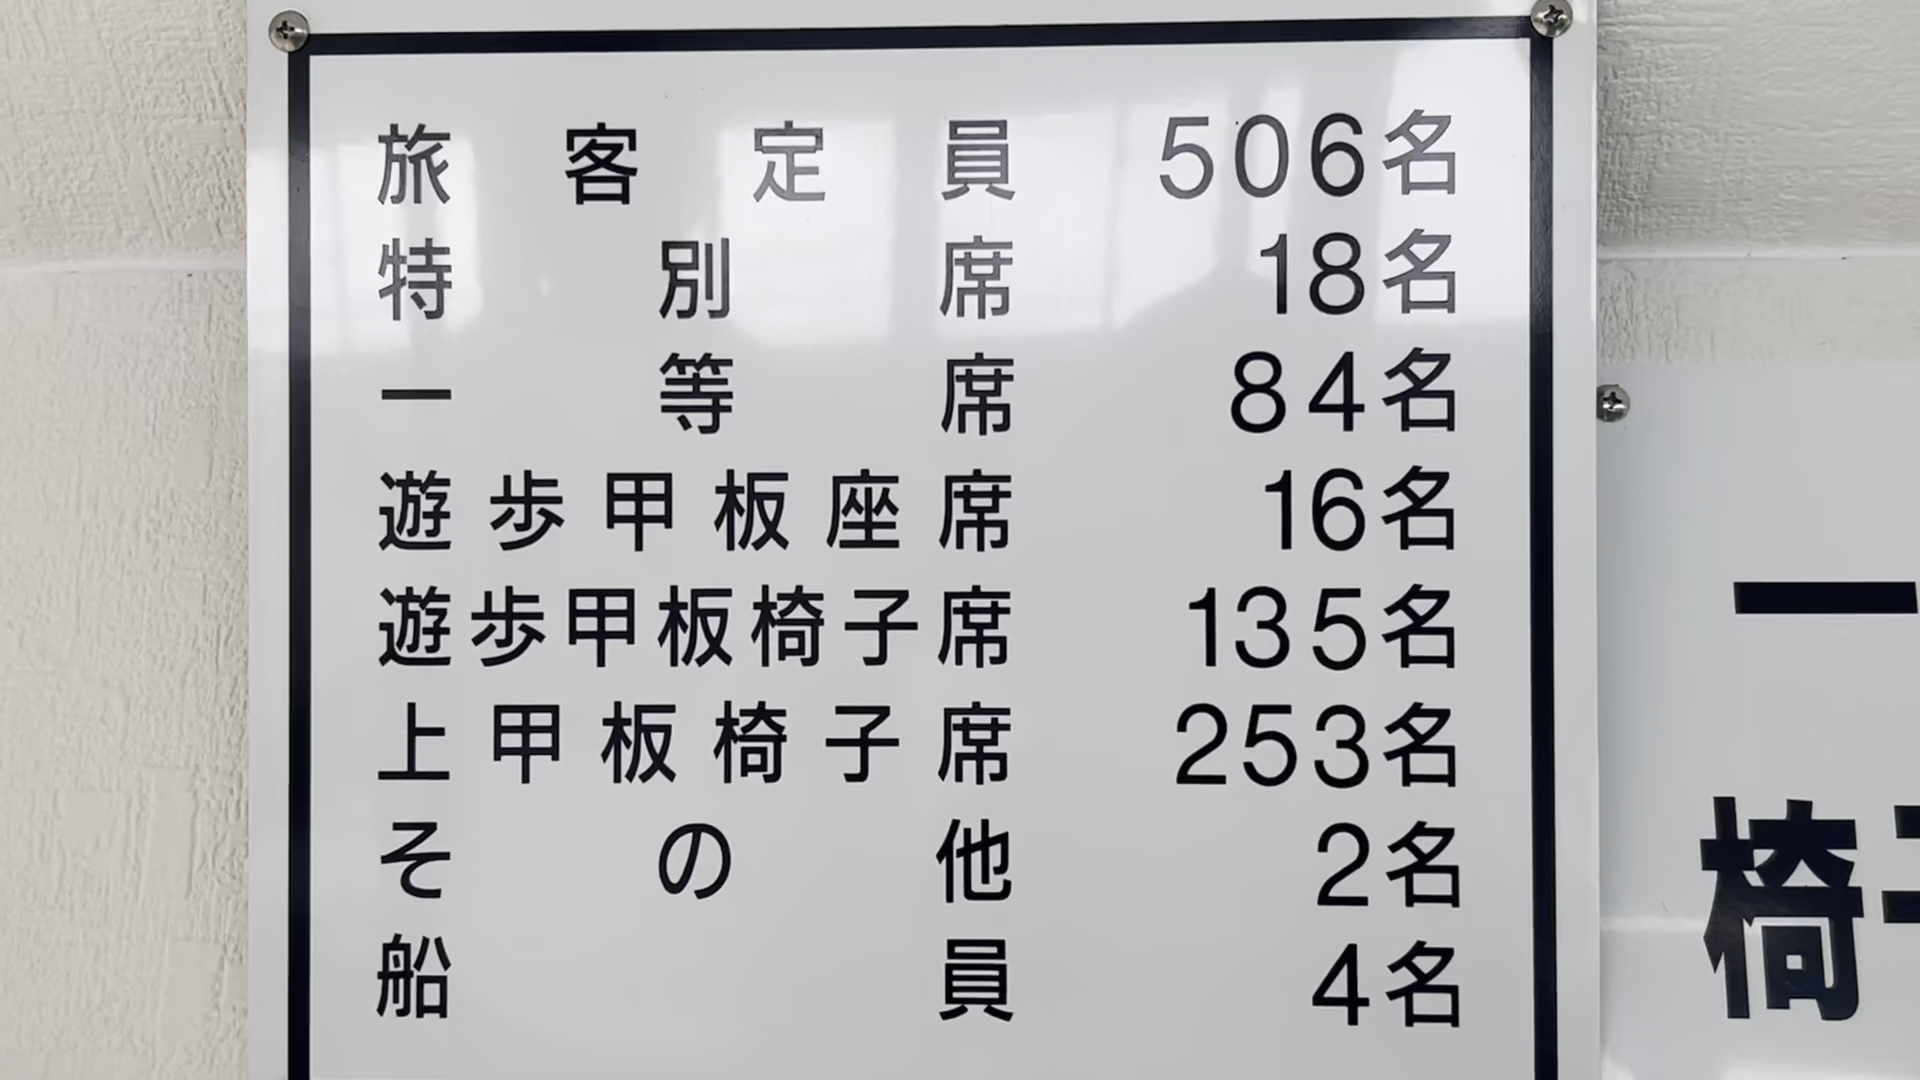 旅客定員 506名
特別席 18名
一等席 84名
遊歩甲板座席 16名
遊歩甲板椅子席 135名
上甲板椅子席 253名
その他 2名
船員 4名
一
椅